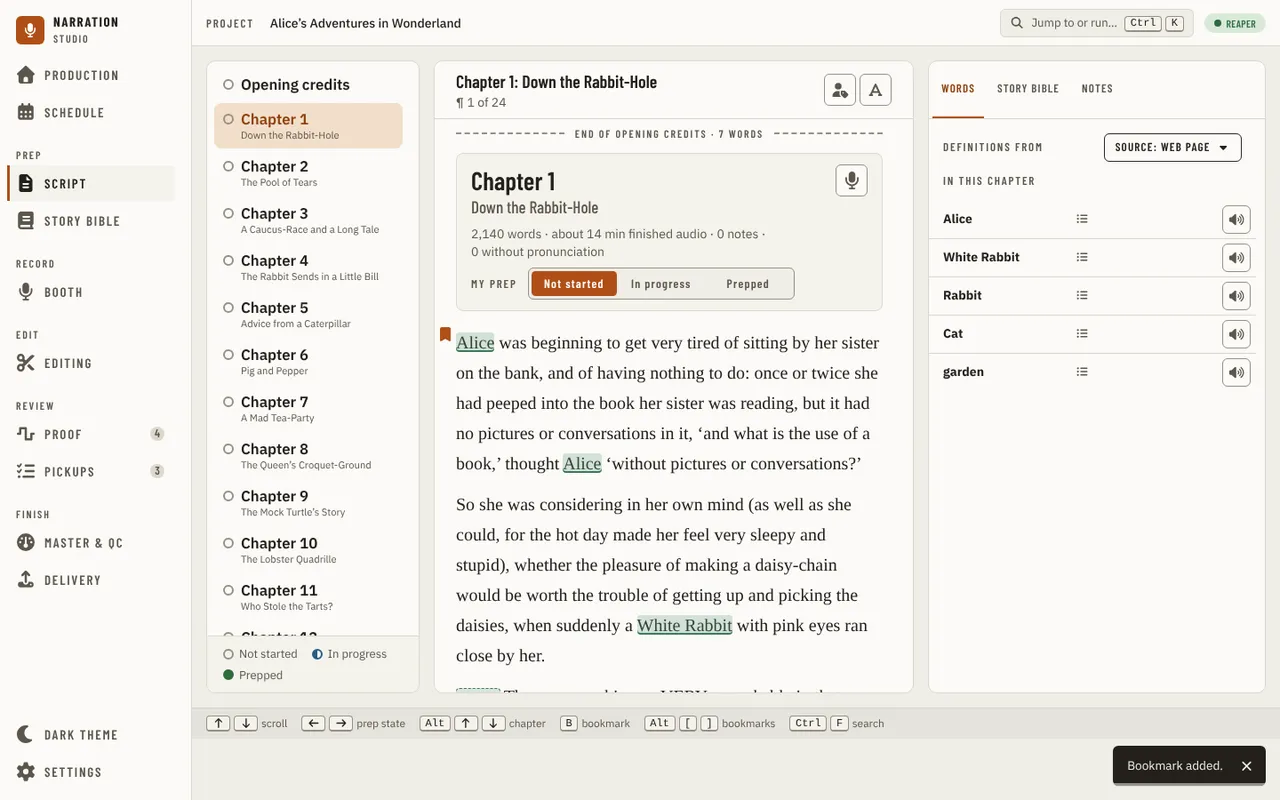 NARRATION
STUDIO
PRODUCTION
SCHEDULE
PREP
SCRIPT
STORY BIBLE
RECORD
BOOTH
EDIT
EDITING
REVIEW
PROOF 4
PICKUPS 3
FINISH
MASTER & QC
DELIVERY
DARK THEME
SETTINGS
PROJECT Alice's Adventures in Wonderland
Jump to or run... Ctrl K
REAPER
Opening credits
Chapter 1
Down the Rabbit-Hole
Chapter 2
The Pool of Tears
Chapter 3
A Caucus-Race and a Long Tale
Chapter 4
The Rabbit Sends in a Little Bill
Chapter 5
Advice from a Caterpillar
Chapter 6
Pig and Pepper
Chapter 7
A Mad Tea-Party
Chapter 8
The Queen's Croquet-Ground
Chapter 9
The Mock Turtle's Story
Chapter 10
The Lobster Quadrille
Chapter 11
Who Stole the Tarts?
Not started In progress
Prepped
Chapter 1: Down the Rabbit-Hole
¶ 1 of 24
END OF OPENING CREDITS · 7 WORDS
Chapter 1
Down the Rabbit-Hole
2,140 words · about 14 min finished audio · 0 notes ·
0 without pronunciation
MY PREP Not started In progress Prepped
Alice was beginning to get very tired of sitting by her sister
on the bank, and of having nothing to do: once or twice she
had peeped into the book her sister was reading, but it had
no pictures or conversations in it, ‘and what is the use of a
book,’ thought Alice ‘without pictures or conversations?’
So she was considering in her own mind (as well as she
could, for the hot day made her feel very sleepy and
stupid), whether the pleasure of making a daisy-chain
would be worth the trouble of getting up and picking the
daisies, when suddenly a White Rabbit with pink eyes ran
close by her.
WORDS STORY BIBLE NOTES
DEFINITIONS FROM SOURCE: WEB PAGE
IN THIS CHAPTER
Alice
White Rabbit
Rabbit
Cat
garden
↑ ↓ scroll ← → prep state Alt ↑ ↓ chapter B bookmark Alt [ ] bookmarks Ctrl F search
Bookmark added.